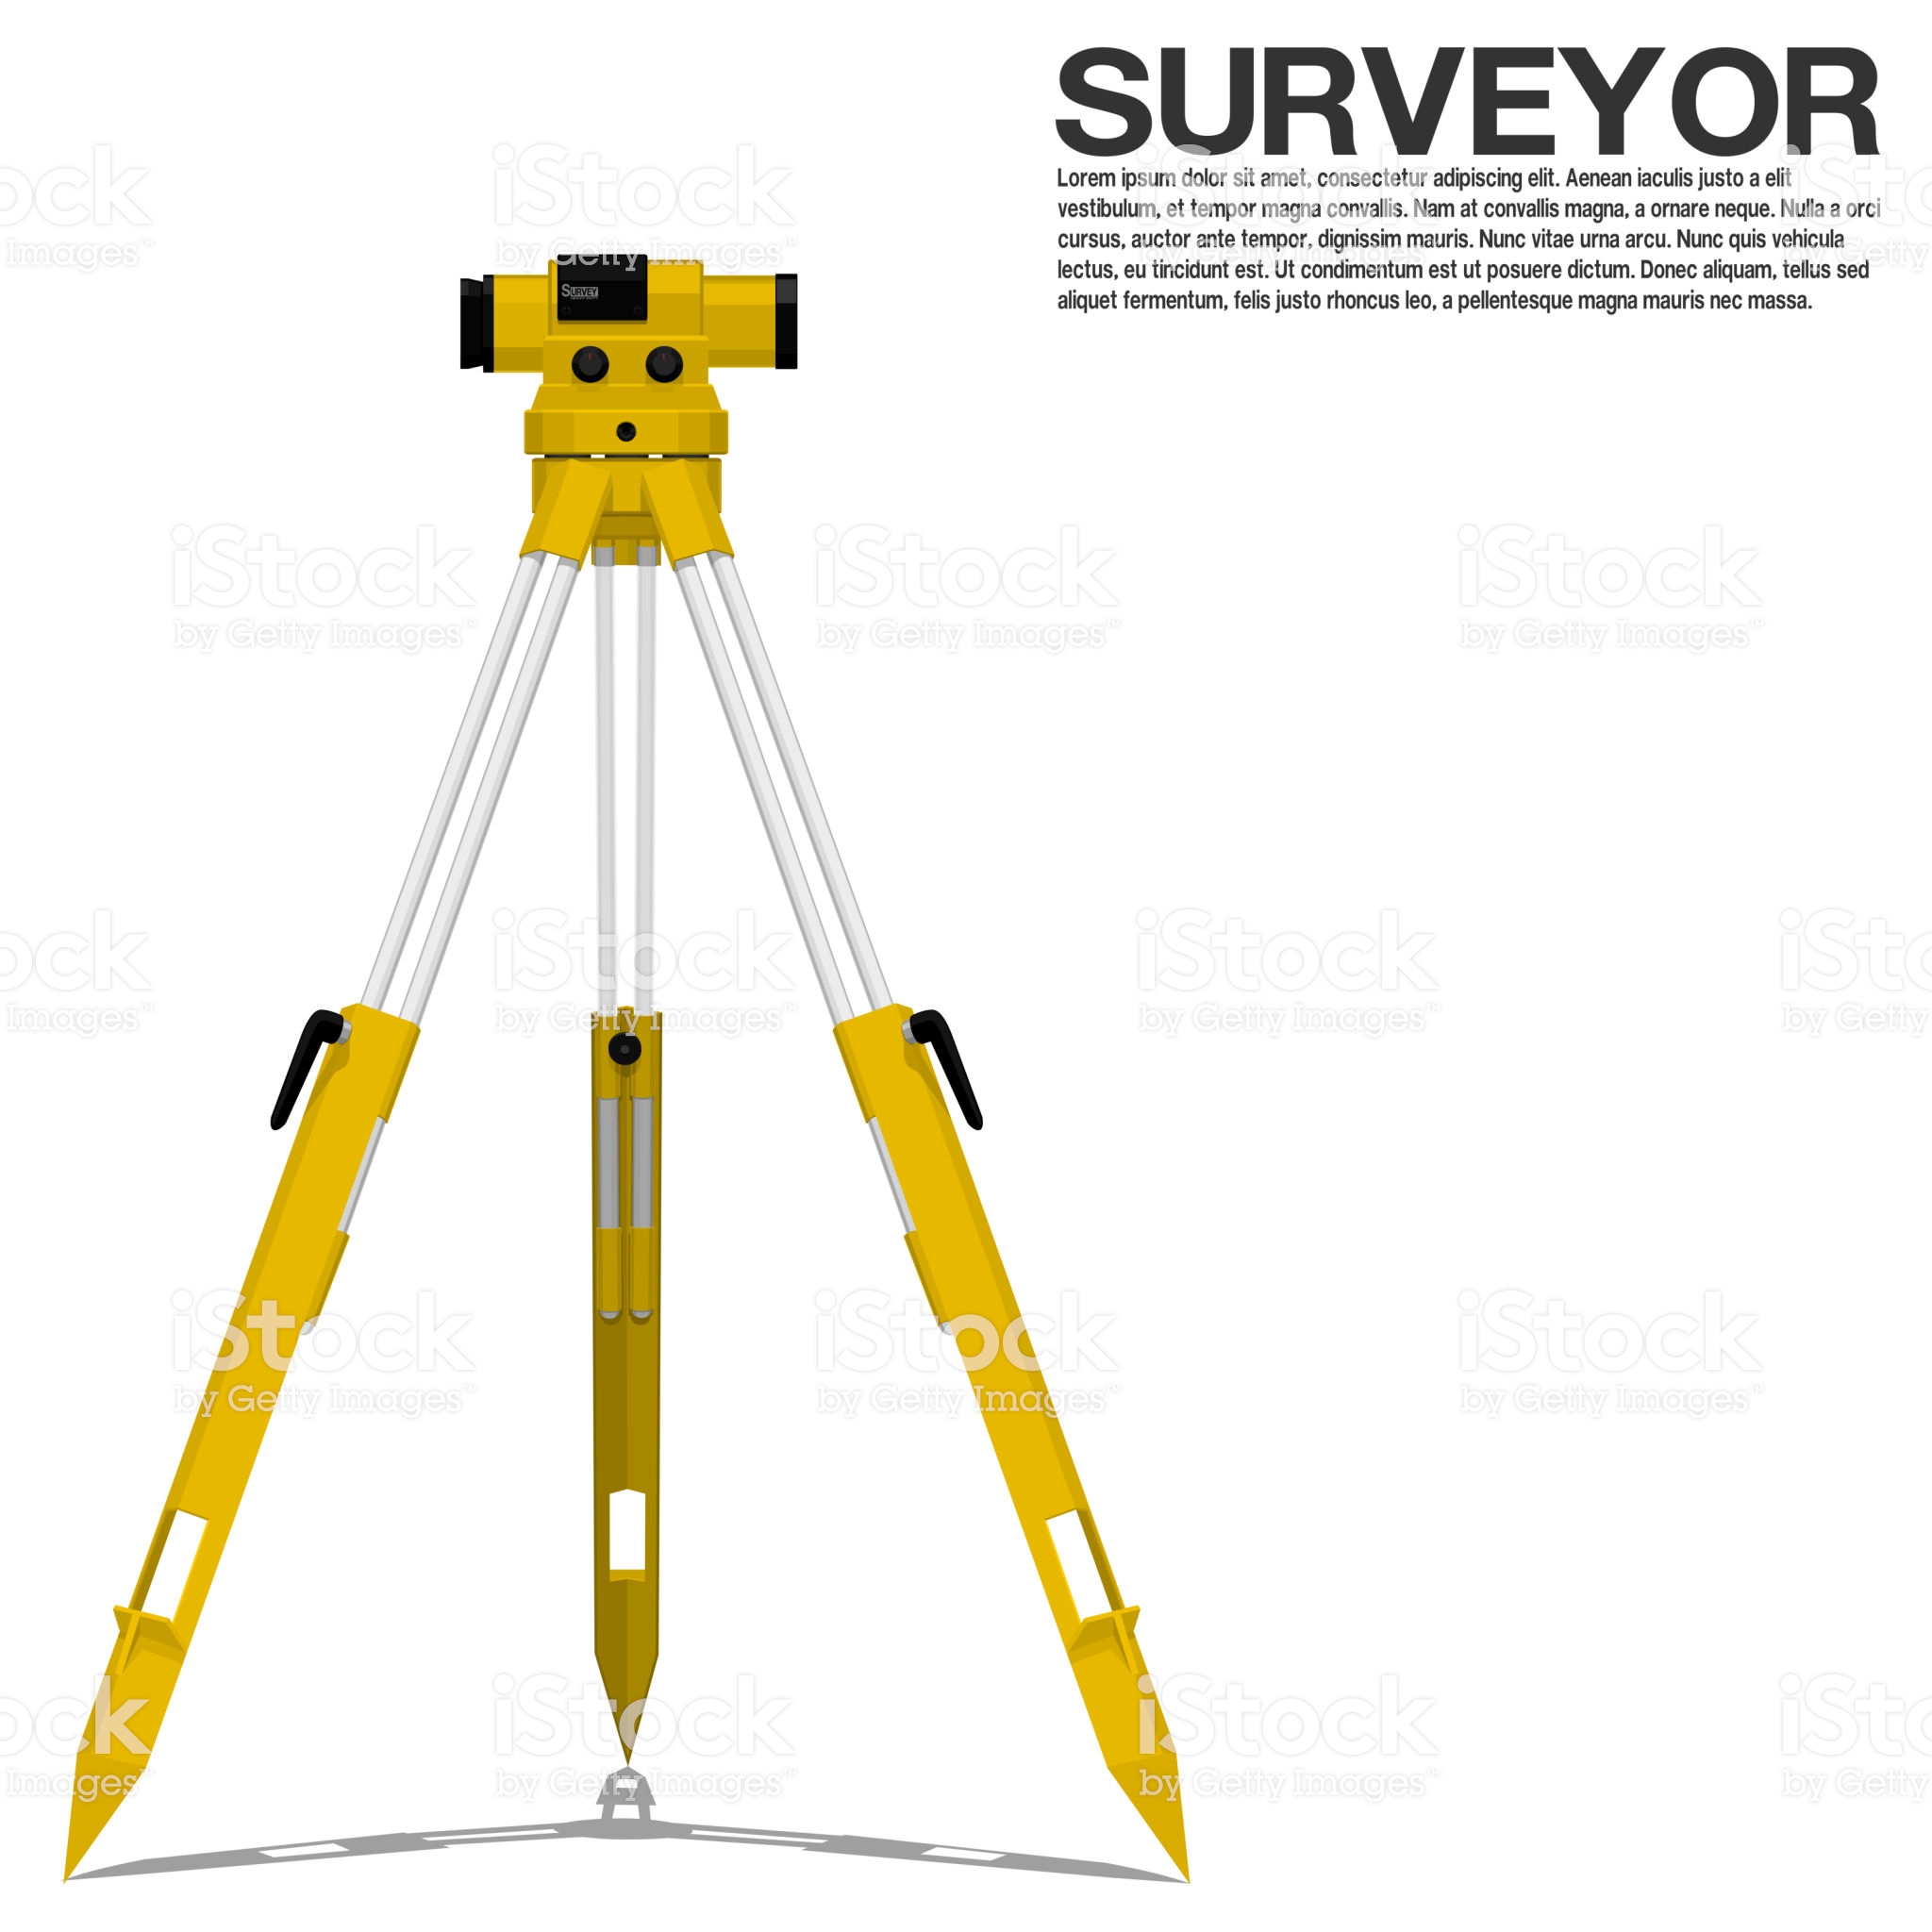 SURVEYOR
Lorem ipsum dolor sit amet, consectetur adipiscing elit. Aenean iaculis justo a elit
vestibulum, et tempor magna convallis. Nam at convallis magna, a ornare neque. Nulla a orci
cursus, auctor ante tempor, dignissim mauris. Nunc vitae urna arcu. Nunc quis vehicula
lectus, eu tincidunt est. Ut condimentum est ut posuere dictum. Donec aliquam, tellus sed
aliquet fermentum, felis justo rhoncus leo, a pellentesque magna mauris nec massa.
SURVEY
iStock
by Getty Images™